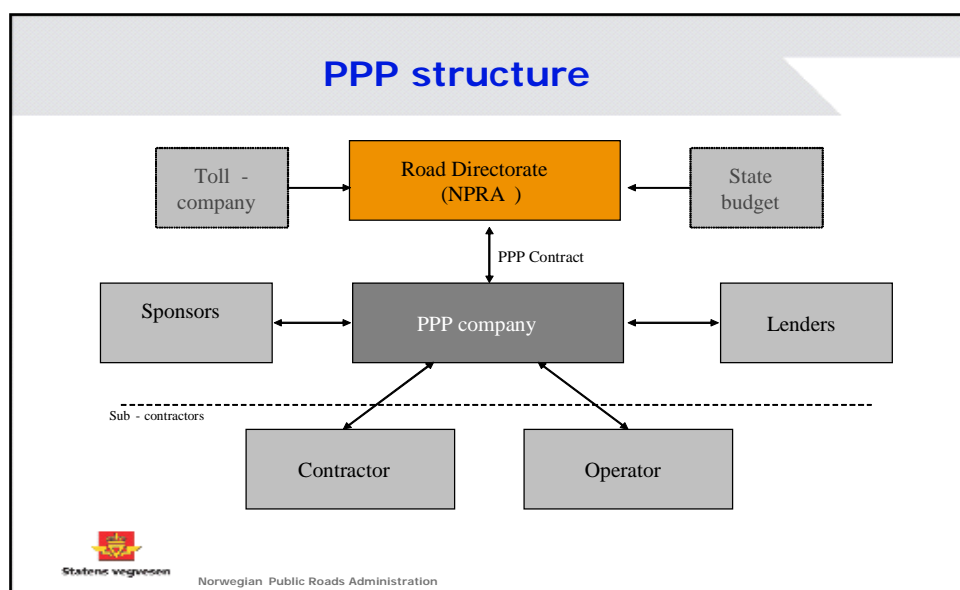 PPP structure
Toll - 
company
Road Directorate
(NPRA )
State
budget
PPP Contract
Sponsors
PPP company
Lenders
Sub - contractors
Contractor
Operator
Statens vegvesen
Norwegian Public Roads Administration